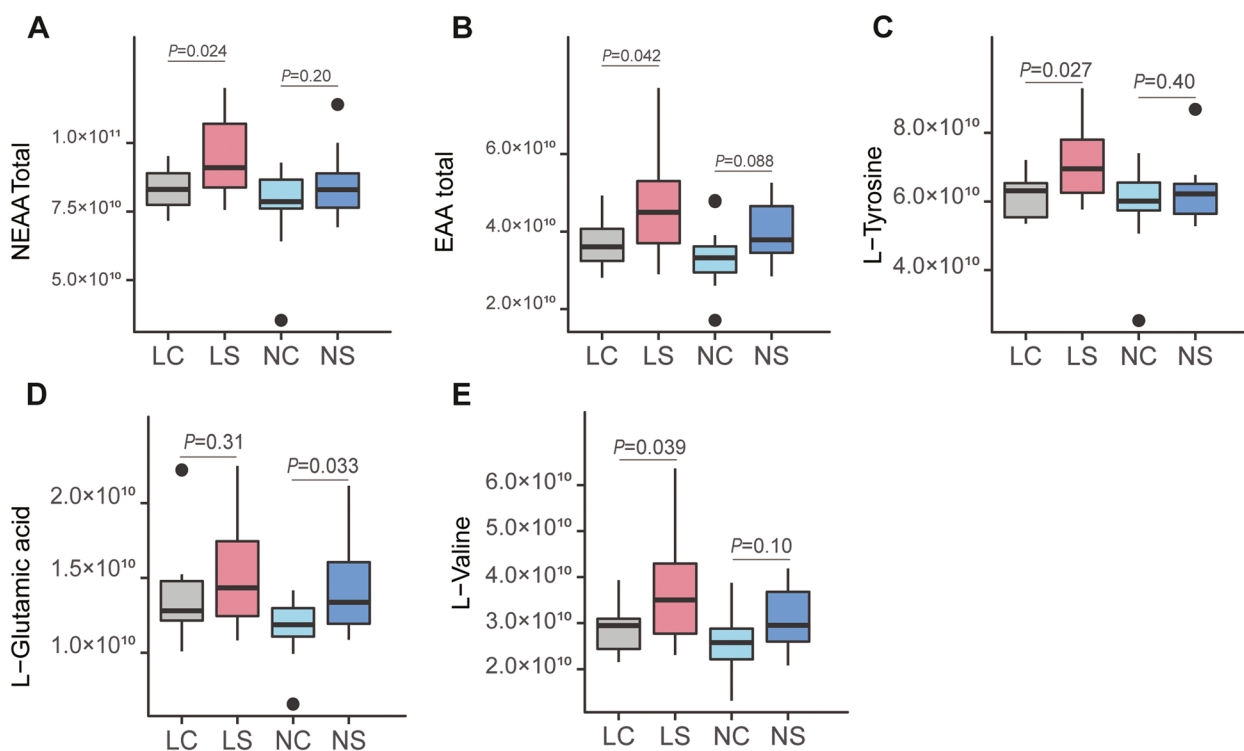 A
NEAA Total
P=0.024
P=0.20
1.0×10¹¹
7.5×10¹⁰
5.0×10¹⁰
LC LS NC NS
B
EAA total
P=0.042
P=0.088
6.0×10¹⁰
4.0×10¹⁰
2.0×10¹⁰
LC LS NC NS
C
L−Tyrosine
P=0.027
P=0.40
8.0×10¹⁰
6.0×10¹⁰
4.0×10¹⁰
LC LS NC NS
D
L−Glutamic acid
P=0.31
P=0.033
2.0×10¹⁰
1.5×10¹⁰
1.0×10¹⁰
LC LS NC NS
E
L−Valine
P=0.039
P=0.10
6.0×10¹⁰
5.0×10¹⁰
4.0×10¹⁰
3.0×10¹⁰
2.0×10¹⁰
LC LS NC NS